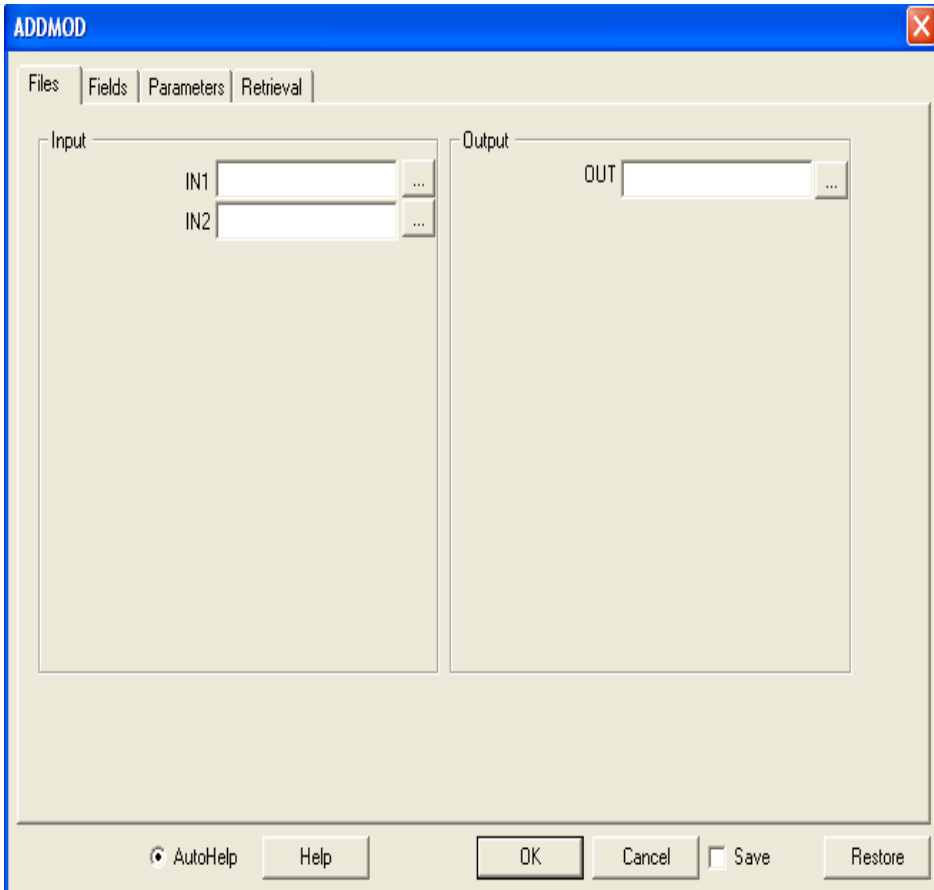 ADDMOD
Files Fields Parameters Retrieval
Input Output
IN1 ... OUT ...
IN2 ...
AutoHelp Help OK Cancel Save Restore